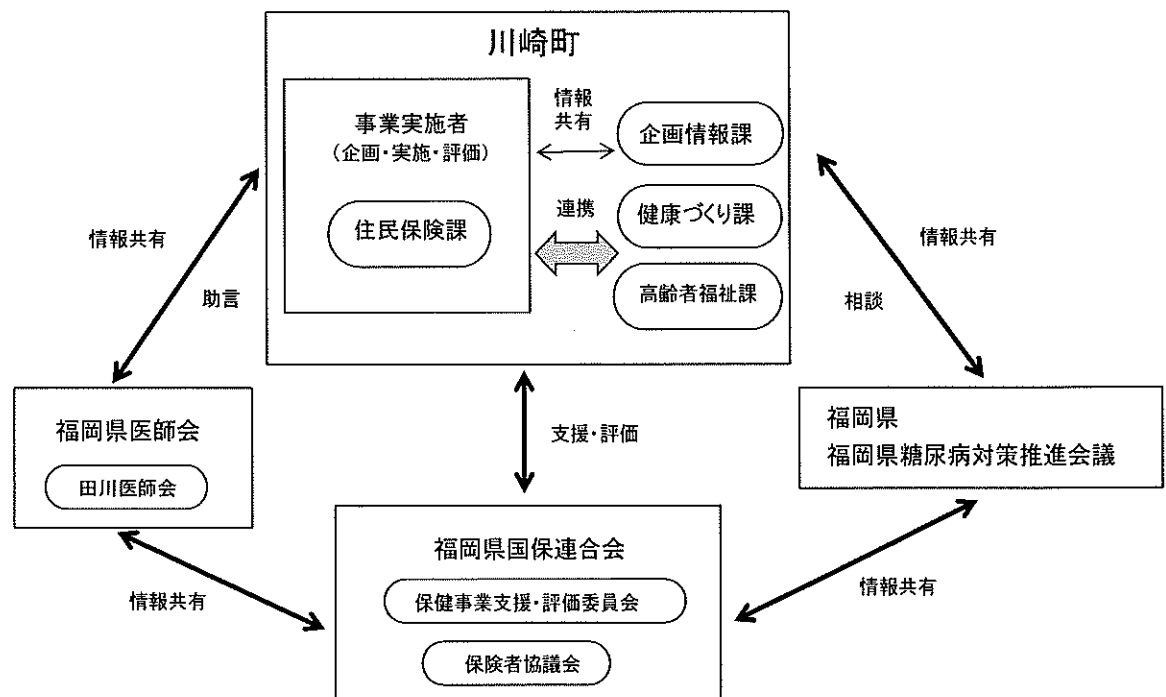 川崎町
事業実施者
(企画・実施・評価)
住民保険課
情報
共有
企画情報課
連携
健康づくり課
高齢者福祉課
情報共有
助言
情報共有
相談
福岡県医師会
田川医師会
支援・評価
福岡県
福岡県糖尿病対策推進会議
情報共有
福岡県国保連合会
保健事業支援・評価委員会
保険者協議会
情報共有